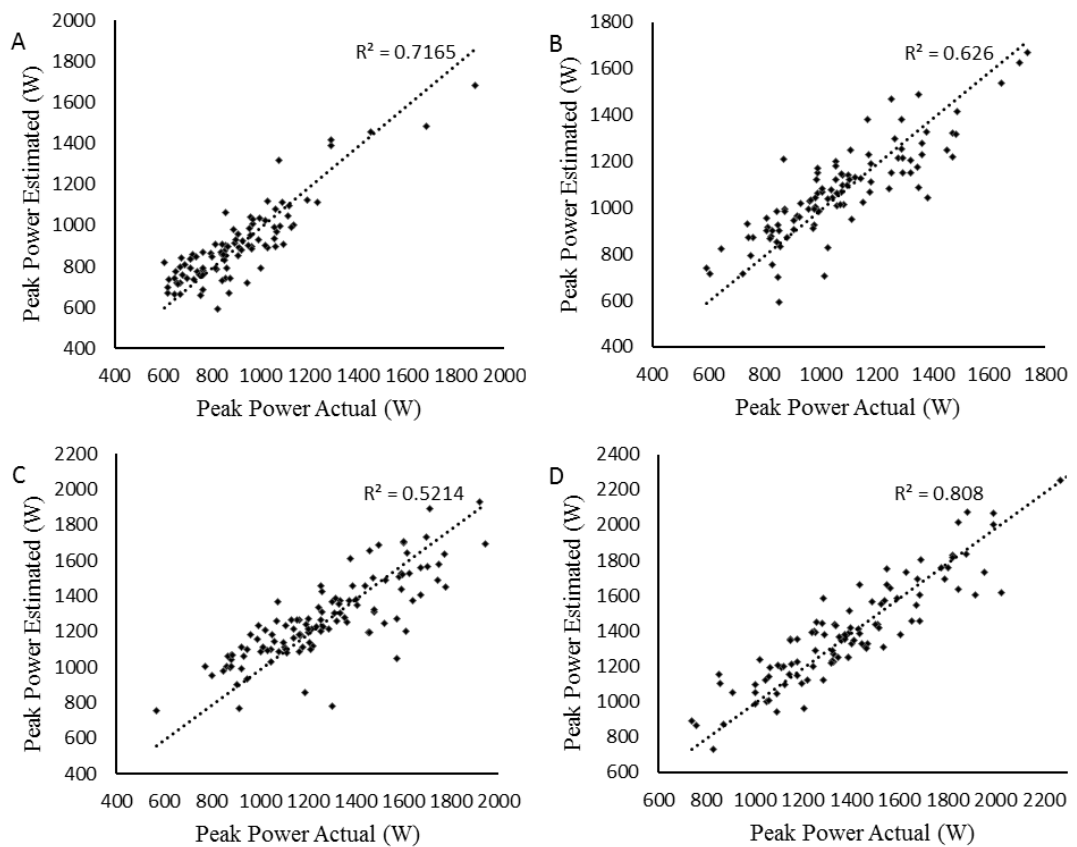 A
Peak Power Estimated (W)
2000
1800
1600
1400
1200
1000
800
600
400
R² = 0.7165
400 600 800 1000 1200 1400 1600 1800 2000
Peak Power Actual (W)
B
Peak Power Estimated (W)
1800
1600
1400
1200
1000
800
600
400
R² = 0.626
400 600 800 1000 1200 1400 1600 1800
Peak Power Actual (W)
C
Peak Power Estimated (W)
2200
2000
1800
1600
1400
1200
1000
800
600
400
R² = 0.5214
400 600 800 1000 1200 1400 1600 1800 2000
Peak Power Actual (W)
D
Peak Power Estimated (W)
2400
2200
2000
1800
1600
1400
1200
1000
800
600
R² = 0.808
600 800 1000 1200 1400 1600 1800 2000 2200
Peak Power Actual (W)